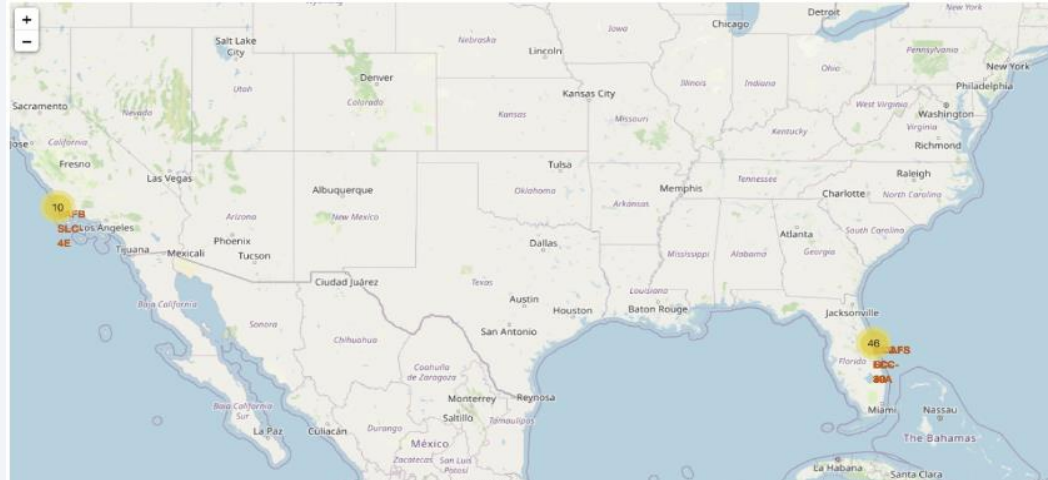 +
−
Wyoming
Iowa
Chicago
Detroit
New York
Salt Lake
City
Nebraska
Lincoln
Pennsylvania
New York
Denver
Utah
Illinois
Indiana
Ohio
Philadelphia
Sacramento
Nevada
Colorado
Kansas City
West Virginia
Washington
Jose
California
Kansas
Missouri
Kentucky
Virginia
Richmond
Fresno
Las Vegas
Tulsa
Raleigh
Albuquerque
Oklahoma
Memphis
Tennessee
Charlotte
North Carolina
10
AFB
Arizona
New Mexico
Arkansas
SLC-
Los Angeles
Phoenix
Atlanta
South Carolina
4E
Tijuana
Mexicali
Tucson
Dallas
Mississippi
Alabama
Georgia
Ciudad Juárez
Texas
Louisiana
Baja California
Austin
Houston
Baton Rouge
Jacksonville
Sonora
San Antonio
Chihuahua
46
AFS
Florida
Coahuila
de Zaragoza
Monterrey
Reynosa
Baja California
Sur
Saltillo
Tamaulipas
Miami
Nassau
La Paz
Culiacán
Durango
México
The Bahamas
Zacatecas
San Luis
Potosí
La Habana
Santa Clara